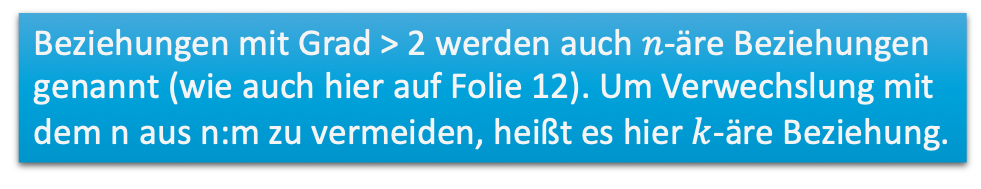 Beziehungen mit Grad > 2 werden auch 𝑛-äre Beziehungen
genannt (wie auch hier auf Folie 12). Um Verwechslung mit
dem n aus n:m zu vermeiden, heißt es hier 𝑘-äre Beziehung.